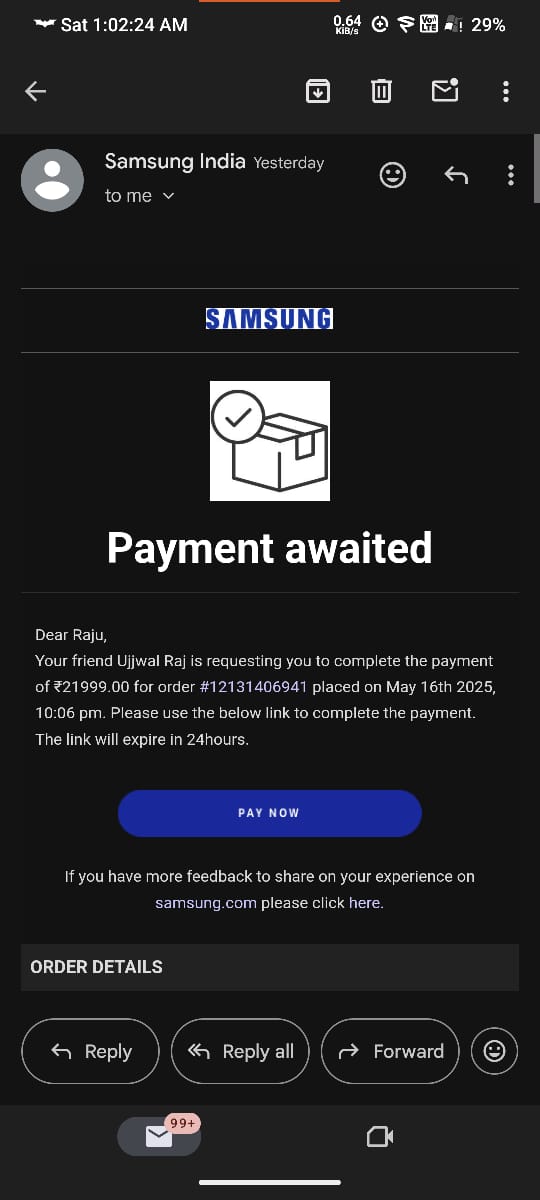 Sat 1:02:24 AM
0.64
KiB/s
Vo)
LTE
29%
Samsung India Yesterday
to me
SAMSUNG
Payment awaited
Dear Raju,
Your friend Ujjwal Raj is requesting you to complete the payment
of ₹21999.00 for order #12131406941 placed on May 16th 2025,
10:06 pm. Please use the below link to complete the payment.
The link will expire in 24hours.
PAY NOW
If you have more feedback to share on your experience on
samsung.com please click here.
ORDER DETAILS
Reply
Reply all
Forward
99+